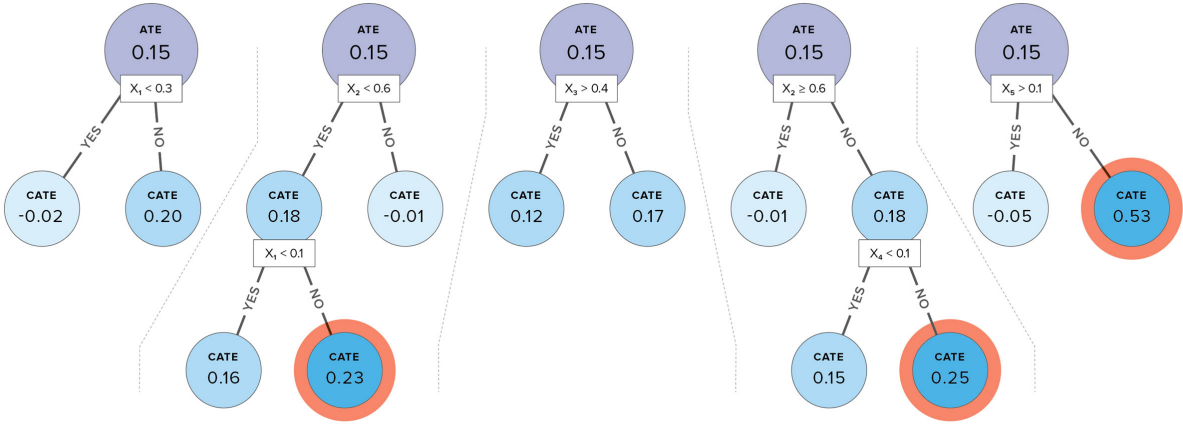 ATE
0.15
X₁ < 0.3
YES
NO
CATE
-0.02
CATE
0.20
ATE
0.15
X₂ < 0.6
YES
NO
CATE
0.18
CATE
-0.01
X₁ < 0.1
YES
NO
CATE
0.16
CATE
0.23
ATE
0.15
X₃ > 0.4
YES
NO
CATE
0.12
CATE
0.17
ATE
0.15
X₂ ≥ 0.6
YES
NO
CATE
-0.01
CATE
0.18
X₄ < 0.1
YES
NO
CATE
0.15
CATE
0.25
ATE
0.15
X₅ > 0.1
YES
NO
CATE
-0.05
CATE
0.53